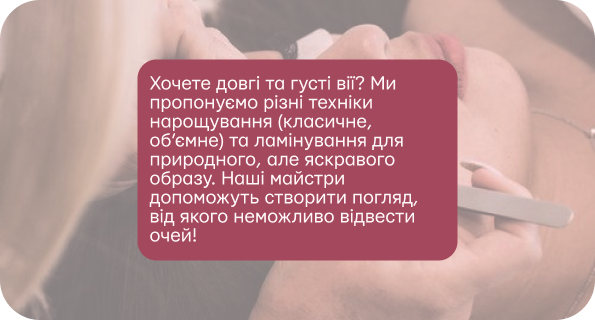 Хочете довгі та густі вії? Ми
пропонуємо різні техніки
нарощування (класичне,
об’ємне) та ламінування для
природного, але яскравого
образу. Наші майстри
допоможуть створити погляд,
від якого неможливо відвести
очей!